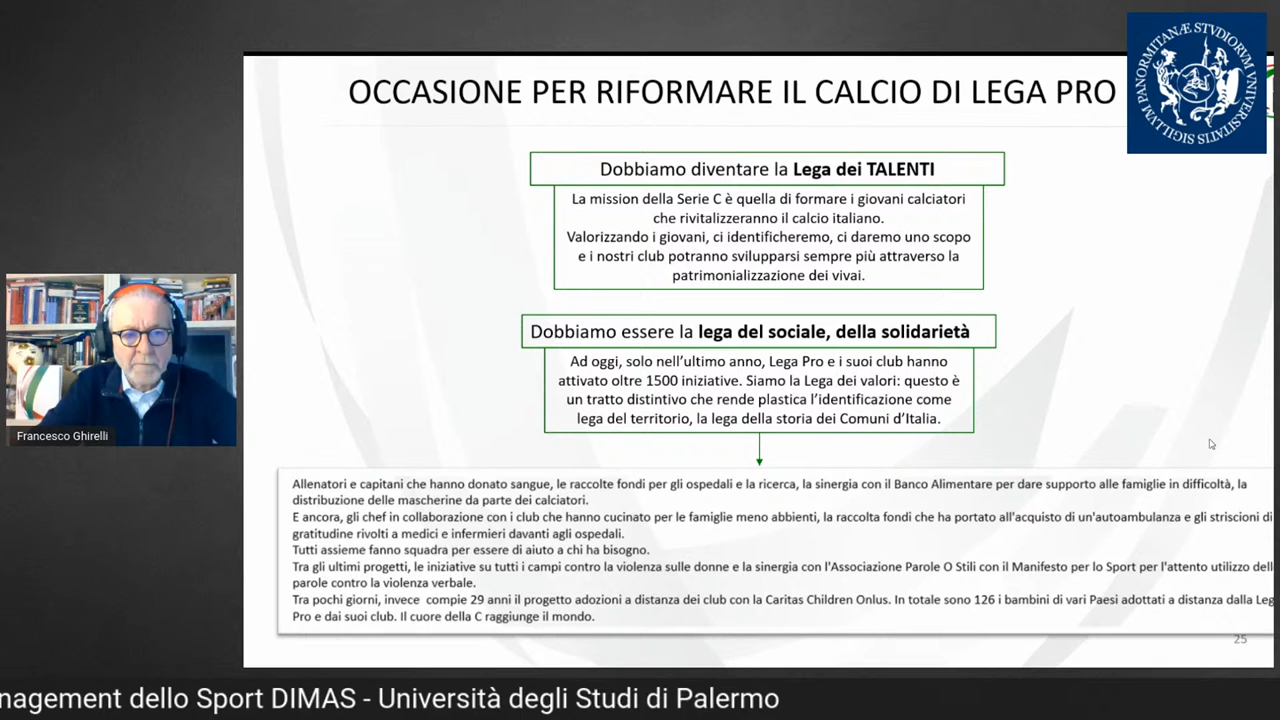 OCCASIONE PER RIFORMARE IL CALCIO DI LEGA PRO
SIGILLVM PANORMITANÆ STVDIORVM VNIVERSITATIS
Dobbiamo diventare la Lega dei TALENTI
La mission della Serie C è quella di formare i giovani calciatori
che rivitalizzeranno il calcio italiano.
Valorizzando i giovani, ci identificheremo, ci daremo uno scopo
e i nostri club potranno svilupparsi sempre più attraverso la
patrimonializzazione dei vivai.
Dobbiamo essere la lega del sociale, della solidarietà
Ad oggi, solo nell'ultimo anno, Lega Pro e i suoi club hanno
attivato oltre 1500 iniziative. Siamo la Lega dei valori: questo è
un tratto distintivo che rende plastica l'identificazione come
lega del territorio, la lega della storia dei Comuni d'Italia.
Francesco Ghirelli
Allenatori e capitani che hanno donato sangue, le raccolte fondi per gli ospedali e la ricerca, la sinergia con il Banco Alimentare per dare supporto alle famiglie in difficoltà, la
distribuzione delle mascherine da parte dei calciatori.
E ancora, gli chef in collaborazione con i club che hanno cucinato per le famiglie meno abbienti, la raccolta fondi che ha portato all'acquisto di un'autoambulanza e gli striscioni di
gratitudine rivolti a medici e infermieri davanti agli ospedali.
Tutti assieme fanno squadra per essere di aiuto a chi ha bisogno.
Tra gli ultimi progetti, le iniziative su tutti i campi contro la violenza sulle donne e la sinergia con l'Associazione Parole O Stili con il Manifesto per lo Sport per l'attento utilizzo dell
parole contro la violenza verbale.
Tra pochi giorni, invece compie 29 anni il progetto adozioni a distanza dei club con la Caritas Children Onlus. In totale sono 126 i bambini di vari Paesi adottati a distanza dalla Leg
Pro e dai suoi club. Il cuore della C raggiunge il mondo.
25
nagement dello Sport DIMAS - Università degli Studi di Palermo